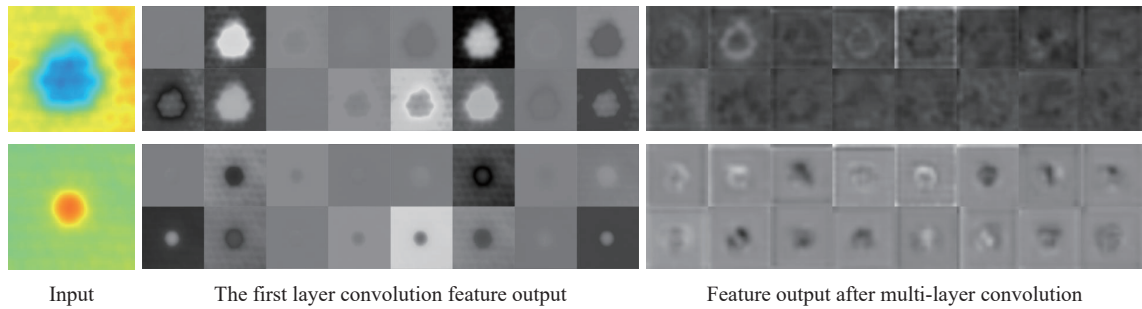 Input
The first layer convolution feature output
Feature output after multi-layer convolution